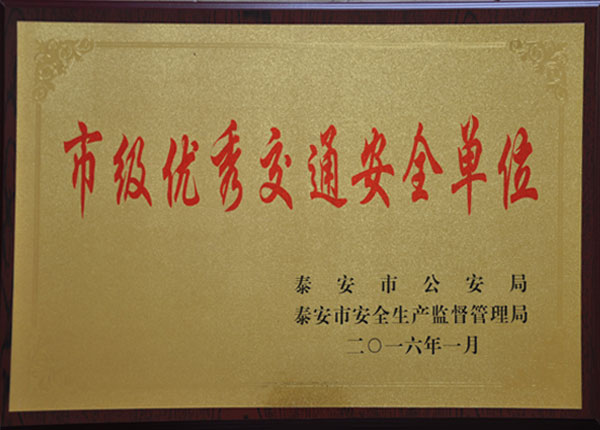 市级优秀交通安全单位
泰安市公安局
泰安市安全生产监督管理局
二〇一六年一月